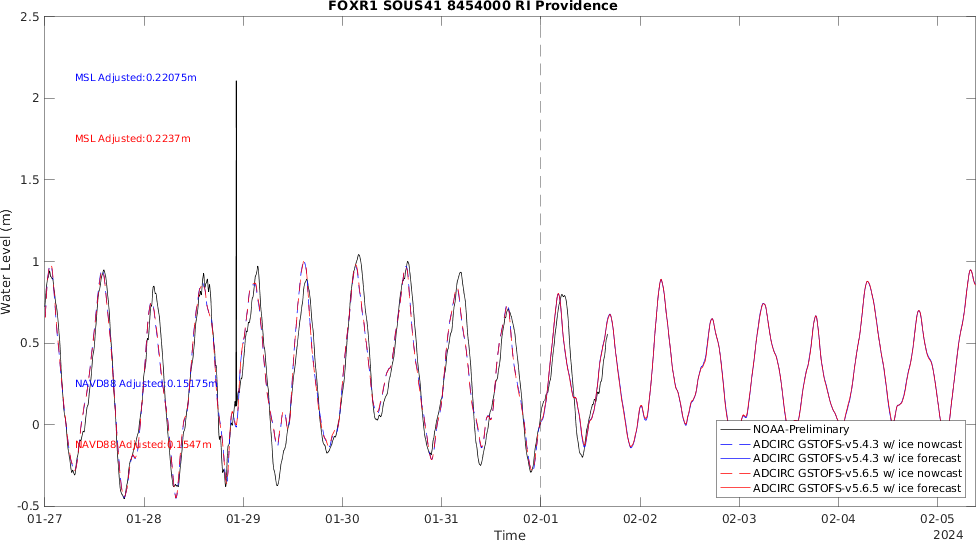 FOXR1 SOUS41 8454000 RI Providence
2.5
2
1.5
1
0.5
0
-0.5
Water Level (m)
MSL Adjusted:0.22075m
MSL Adjusted:0.2237m
NAVD88 Adjusted:0.15175m
NAVD88 Adjusted:0.1547m
NOAA-Preliminary
ADCIRC GSTOFS-v5.4.3 w/ ice nowcast
ADCIRC GSTOFS-v5.4.3 w/ ice forecast
ADCIRC GSTOFS-v5.6.5 w/ ice nowcast
ADCIRC GSTOFS-v5.6.5 w/ ice forecast
01-27 01-28 01-29 01-30 01-31 02-01 02-02 02-03 02-04 02-05
Time
2024